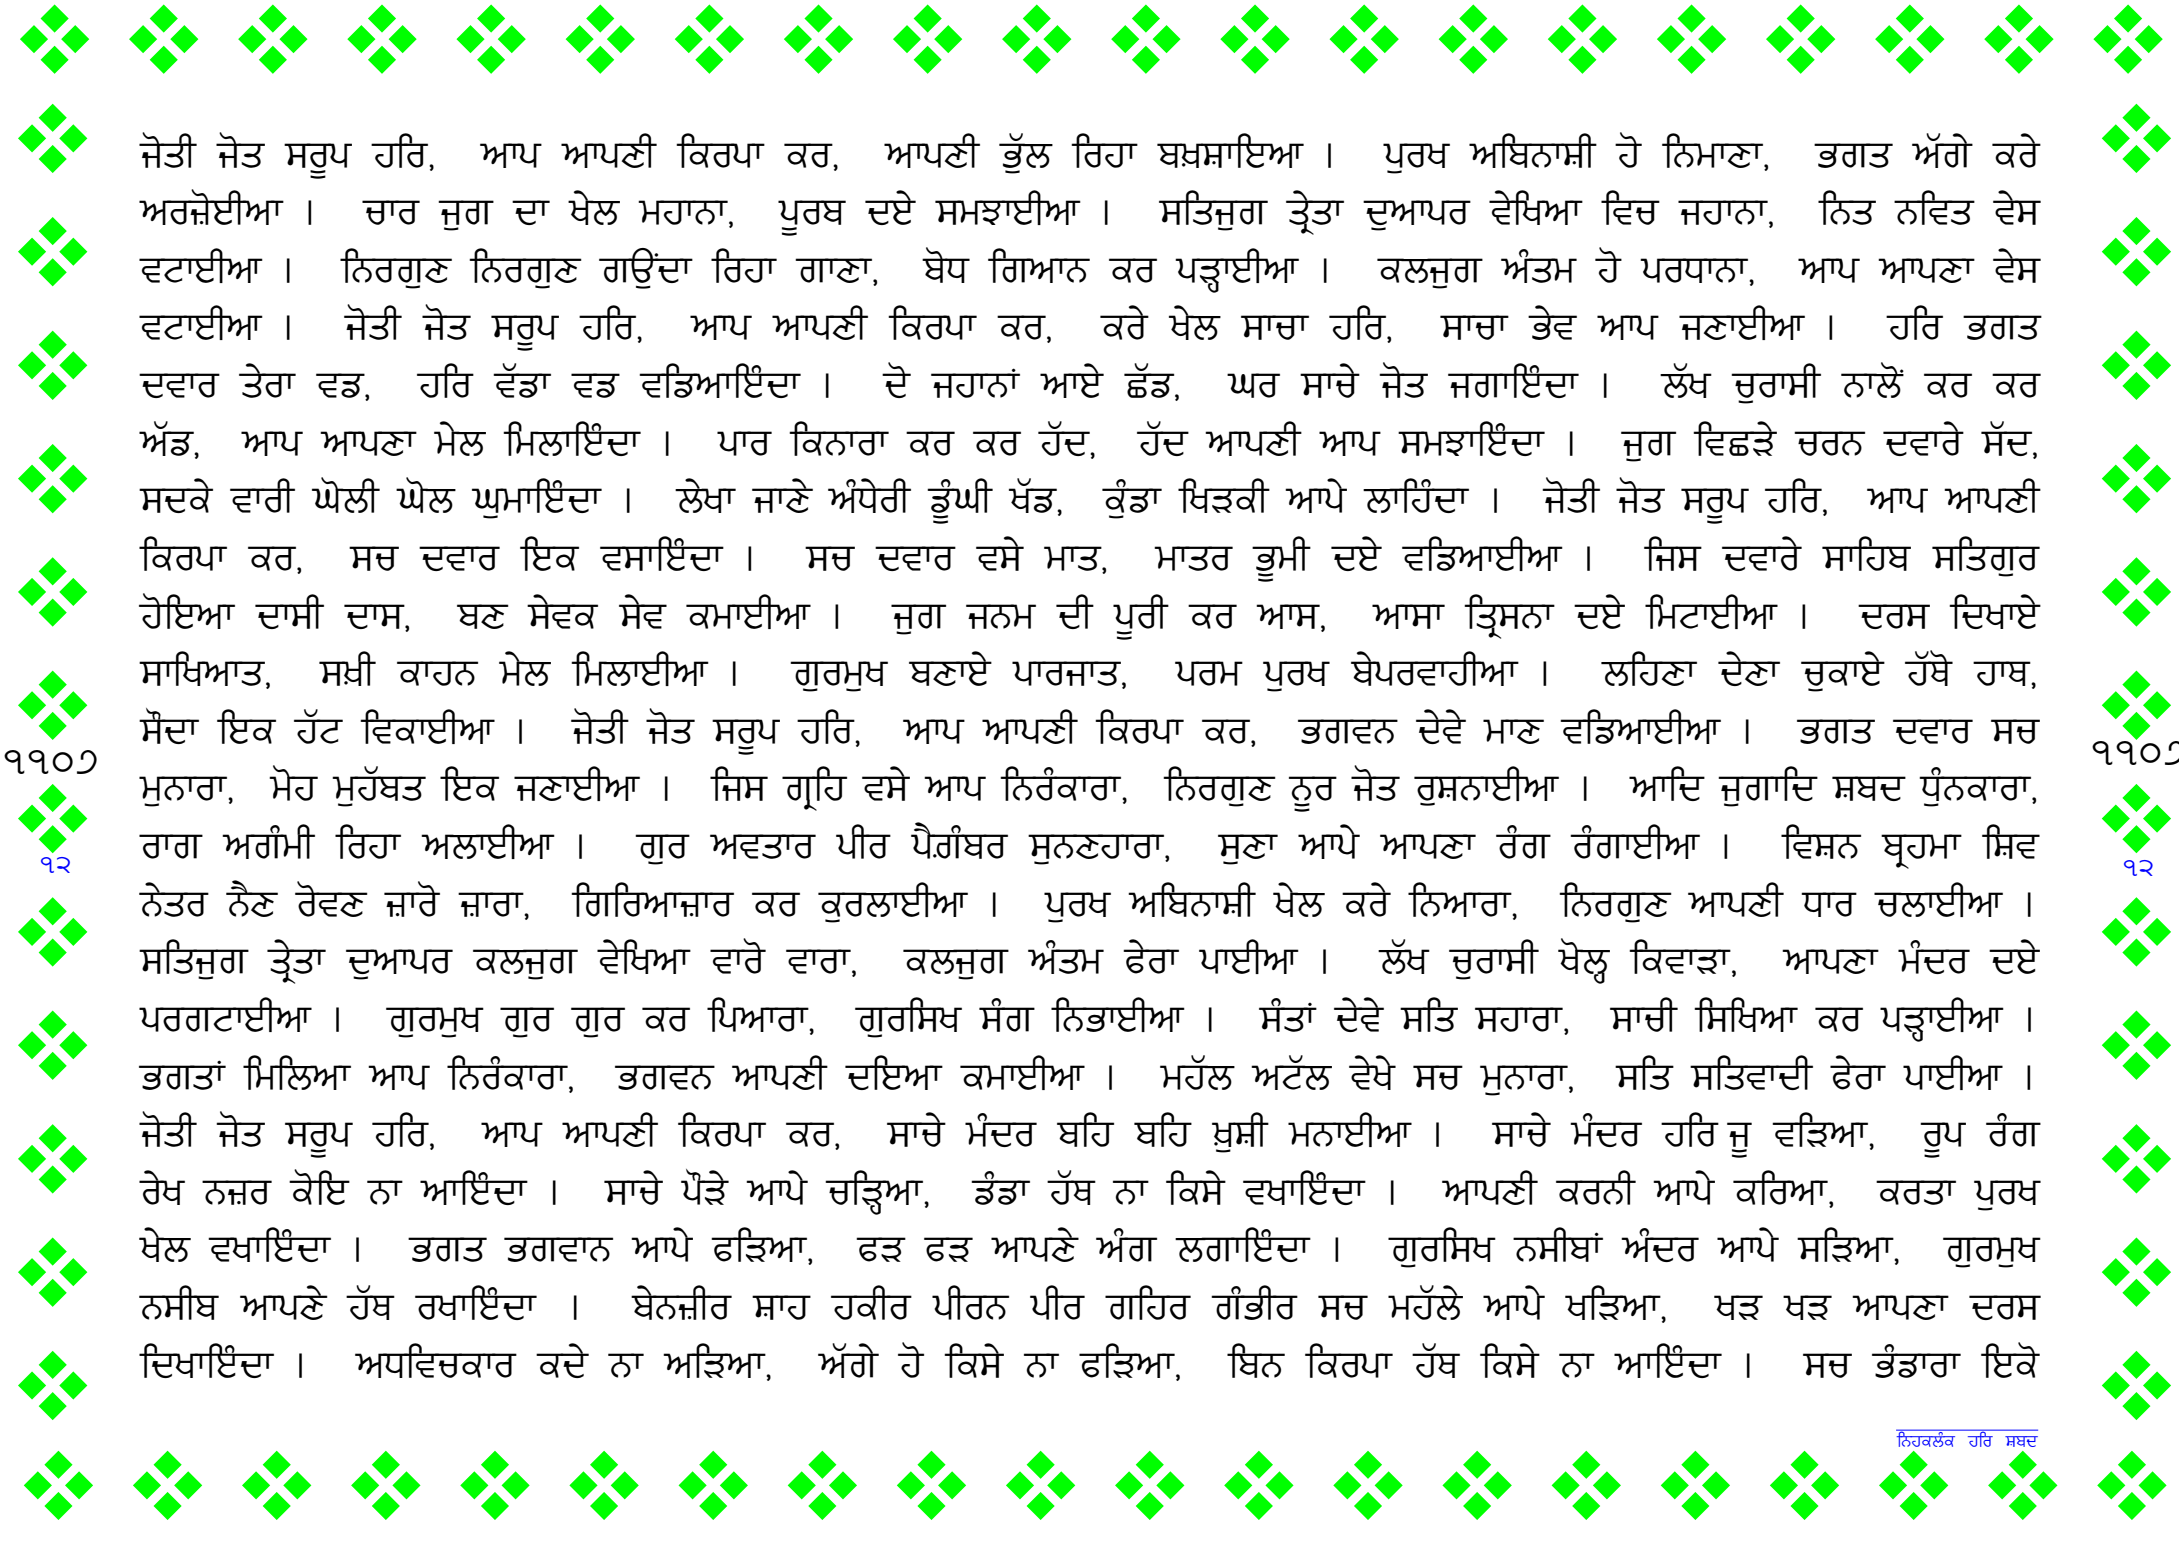 ਜੋਤੀ ਜੋਤ ਸਰੂਪ ਹਰਿ, ਆਪ ਆਪਣੀ ਕਿਰਪਾ ਕਰ, ਆਪਣੀ ਭੁੱਲ ਰਿਹਾ ਬਖ਼ਸ਼ਾਇਆ । ਪੁਰਖ ਅਬਿਨਾਸ਼ੀ ਹੋ ਨਿਮਾਣਾ, ਭਗਤ ਅੱਗੇ ਕਰੇ
ਅਰਜ਼ੋਈਆ । ਚਾਰ ਜੁਗ ਦਾ ਖੇਲ ਮਹਾਨਾ, ਪੂਰਬ ਦਏ ਸਮਝਾਈਆ । ਸਤਿਜੁਗ ਤ੍ਰੇਤਾ ਦੁਆਪਰ ਵੇਖਿਆ ਵਿਚ ਜਹਾਨਾ, ਨਿਤ ਨਵਿਤ ਵੇਸ
ਵਟਾਈਆ । ਨਿਰਗੁਣ ਨਿਰਗੁਣ ਗਉਂਦਾ ਰਿਹਾ ਗਾਣਾ, ਬੋਧ ਗਿਆਨ ਕਰ ਪੜ੍ਹਾਈਆ । ਕਲਜੁਗ ਅੰਤਮ ਹੋ ਪਰਧਾਨਾ, ਆਪ ਆਪਣਾ ਵੇਸ
ਵਟਾਈਆ । ਜੋਤੀ ਜੋਤ ਸਰੂਪ ਹਰਿ, ਆਪ ਆਪਣੀ ਕਿਰਪਾ ਕਰ, ਕਰੇ ਖੇਲ ਸਾਚਾ ਹਰਿ, ਸਾਚਾ ਭੇਵ ਆਪ ਜਣਾਈਆ । ਹਰਿ ਭਗਤ
ਦਵਾਰ ਤੇਰਾ ਵਡ, ਹਰਿ ਵੱਡਾ ਵਡ ਵਡਿਆਇੰਦਾ । ਦੋ ਜਹਾਨਾਂ ਆਏ ਛੱਡ, ਘਰ ਸਾਚੇ ਜੋਤ ਜਗਾਇੰਦਾ । ਲੱਖ ਚੁਰਾਸੀ ਨਾਲੋਂ ਕਰ ਕਰ
ਅੱਡ, ਆਪ ਆਪਣਾ ਮੇਲ ਮਿਲਾਇੰਦਾ । ਪਾਰ ਕਿਨਾਰਾ ਕਰ ਕਰ ਹੱਦ, ਹੱਦ ਆਪਣੀ ਆਪ ਸਮਝਾਇੰਦਾ । ਜੁਗ ਵਿਛੜੇ ਚਰਨ ਦਵਾਰੇ ਸੱਦ,
ਸਦਕੇ ਵਾਰੀ ਘੋਲੀ ਘੋਲ ਘੁਮਾਇੰਦਾ । ਲੇਖਾ ਜਾਣੇ ਅੰਧੇਰੀ ਡੂੰਘੀ ਖੱਡ, ਕੁੰਡਾ ਖਿੜਕੀ ਆਪੇ ਲਾਹਿੰਦਾ । ਜੋਤੀ ਜੋਤ ਸਰੂਪ ਹਰਿ, ਆਪ ਆਪਣੀ
ਕਿਰਪਾ ਕਰ, ਸਚ ਦਵਾਰ ਇਕ ਵਸਾਇੰਦਾ । ਸਚ ਦਵਾਰ ਵਸੇ ਮਾਤ, ਮਾਤਰ ਭੂਮੀ ਦਏ ਵਡਿਆਈਆ । ਜਿਸ ਦਵਾਰੇ ਸਾਹਿਬ ਸਤਿਗੁਰ
ਹੋਇਆ ਦਾਸੀ ਦਾਸ, ਬਣ ਸੇਵਕ ਸੇਵ ਕਮਾਈਆ । ਜੁਗ ਜਨਮ ਦੀ ਪੂਰੀ ਕਰ ਆਸ, ਆਸਾ ਤ੍ਰਿਸਨਾ ਦਏ ਮਿਟਾਈਆ । ਦਰਸ ਦਿਖਾਏ
ਸਾਖਿਆਤ, ਸਖ਼ੀ ਕਾਹਨ ਮੇਲ ਮਿਲਾਈਆ । ਗੁਰਮੁਖ ਬਣਾਏ ਪਾਰਜਾਤ, ਪਰਮ ਪੁਰਖ ਬੇਪਰਵਾਹੀਆ । ਲਹਿਣਾ ਦੇਣਾ ਚੁਕਾਏ ਹੱਥੋ ਹਾਥ,
ਸੌਦਾ ਇਕ ਹੱਟ ਵਿਕਾਈਆ । ਜੋਤੀ ਜੋਤ ਸਰੂਪ ਹਰਿ, ਆਪ ਆਪਣੀ ਕਿਰਪਾ ਕਰ, ਭਗਵਨ ਦੇਵੇ ਮਾਣ ਵਡਿਆਈਆ । ਭਗਤ ਦਵਾਰ ਸਚ
੧੧੦੭ ੧੧੦੭
ਮੁਨਾਰਾ, ਮੋਹ ਮੁਹੱਬਤ ਇਕ ਜਣਾਈਆ । ਜਿਸ ਗ੍ਰਹਿ ਵਸੇ ਆਪ ਨਿਰੰਕਾਰਾ, ਨਿਰਗੁਣ ਨੂਰ ਜੋਤ ਰੁਸ਼ਨਾਈਆ । ਆਦਿ ਜੁਗਾਦਿ ਸ਼ਬਦ ਧੁੰਨਕਾਰਾ,
ਰਾਗ ਅਗੰਮੀ ਰਿਹਾ ਅਲਾਈਆ । ਗੁਰ ਅਵਤਾਰ ਪੀਰ ਪੈਗ਼ੰਬਰ ਸੁਨਣਹਾਰਾ, ਸੁਣਾ ਆਪੇ ਆਪਣਾ ਰੰਗ ਰੰਗਾਈਆ । ਵਿਸ਼ਨ ਬ੍ਰਹਮਾ ਸ਼ਿਵ
੧੨ ੧੨
ਨੇਤਰ ਨੈਣ ਰੋਵਣ ਜ਼ਾਰੋ ਜ਼ਾਰਾ, ਗਿਰਿਆਜ਼ਾਰ ਕਰ ਕੁਰਲਾਈਆ । ਪੁਰਖ ਅਬਿਨਾਸ਼ੀ ਖੇਲ ਕਰੇ ਨਿਆਰਾ, ਨਿਰਗੁਣ ਆਪਣੀ ਧਾਰ ਚਲਾਈਆ ।
ਸਤਿਜੁਗ ਤ੍ਰੇਤਾ ਦੁਆਪਰ ਕਲਜੁਗ ਵੇਖਿਆ ਵਾਰੋ ਵਾਰਾ, ਕਲਜੁਗ ਅੰਤਮ ਫੇਰਾ ਪਾਈਆ । ਲੱਖ ਚੁਰਾਸੀ ਖੋਲ੍ਹ ਕਿਵਾੜਾ, ਆਪਣਾ ਮੰਦਰ ਦਏ
ਪਰਗਟਾਈਆ । ਗੁਰਮੁਖ ਗੁਰ ਗੁਰ ਕਰ ਪਿਆਰਾ, ਗੁਰਸਿਖ ਸੰਗ ਨਿਭਾਈਆ । ਸੰਤਾਂ ਦੇਵੇ ਸਤਿ ਸਹਾਰਾ, ਸਾਚੀ ਸਿਖਿਆ ਕਰ ਪੜ੍ਹਾਈਆ ।
ਭਗਤਾਂ ਮਿਲਿਆ ਆਪ ਨਿਰੰਕਾਰਾ, ਭਗਵਨ ਆਪਣੀ ਦਇਆ ਕਮਾਈਆ । ਮਹੱਲ ਅਟੱਲ ਵੇਖੇ ਸਚ ਮੁਨਾਰਾ, ਸਤਿ ਸਤਿਵਾਦੀ ਫੇਰਾ ਪਾਈਆ ।
ਜੋਤੀ ਜੋਤ ਸਰੂਪ ਹਰਿ, ਆਪ ਆਪਣੀ ਕਿਰਪਾ ਕਰ, ਸਾਚੇ ਮੰਦਰ ਬਹਿ ਬਹਿ ਖ਼ੁਸ਼ੀ ਮਨਾਈਆ । ਸਾਚੇ ਮੰਦਰ ਹਰਿ ਜੂ ਵੜਿਆ, ਰੂਪ ਰੰਗ
ਰੇਖ ਨਜ਼ਰ ਕੋਇ ਨਾ ਆਇੰਦਾ । ਸਾਚੇ ਪੌੜੇ ਆਪੇ ਚੜ੍ਹਿਆ, ਡੰਡਾ ਹੱਥ ਨਾ ਕਿਸੇ ਵਖਾਇੰਦਾ । ਆਪਣੀ ਕਰਨੀ ਆਪੇ ਕਰਿਆ, ਕਰਤਾ ਪੁਰਖ
ਖੇਲ ਵਖਾਇੰਦਾ । ਭਗਤ ਭਗਵਾਨ ਆਪੇ ਫੜਿਆ, ਫੜ ਫੜ ਆਪਣੇ ਅੰਗ ਲਗਾਇੰਦਾ । ਗੁਰਸਿਖ ਨਸੀਬਾਂ ਅੰਦਰ ਆਪੇ ਸੜਿਆ, ਗੁਰਮੁਖ
ਨਸੀਬ ਆਪਣੇ ਹੱਥ ਰਖਾਇੰਦਾ । ਬੇਨਜ਼ੀਰ ਸ਼ਾਹ ਹਕੀਰ ਪੀਰਨ ਪੀਰ ਗਹਿਰ ਗੰਭੀਰ ਸਚ ਮਹੱਲੇ ਆਪੇ ਖੜਿਆ, ਖੜ ਖੜ ਆਪਣਾ ਦਰਸ
ਦਿਖਾਇੰਦਾ । ਅਧਵਿਚਕਾਰ ਕਦੇ ਨਾ ਅੜਿਆ, ਅੱਗੇ ਹੋ ਕਿਸੇ ਨਾ ਫੜਿਆ, ਬਿਨ ਕਿਰਪਾ ਹੱਥ ਕਿਸੇ ਨਾ ਆਇੰਦਾ । ਸਚ ਭੰਡਾਰਾ ਇਕੋ
ਨਿਹਕਲੰਕ ਹਰਿ ਸ਼ਬਦ